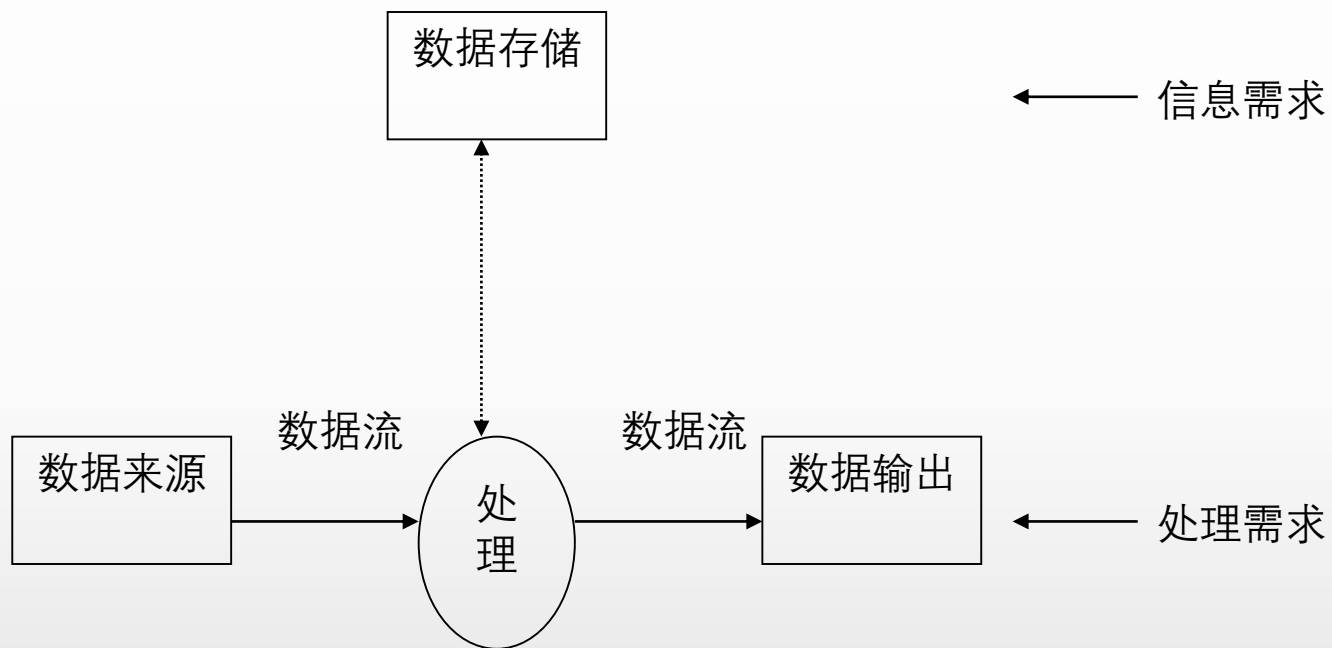 数据存储
信息需求
数据流
数据流
数据来源
数据输出
处
理
处理需求